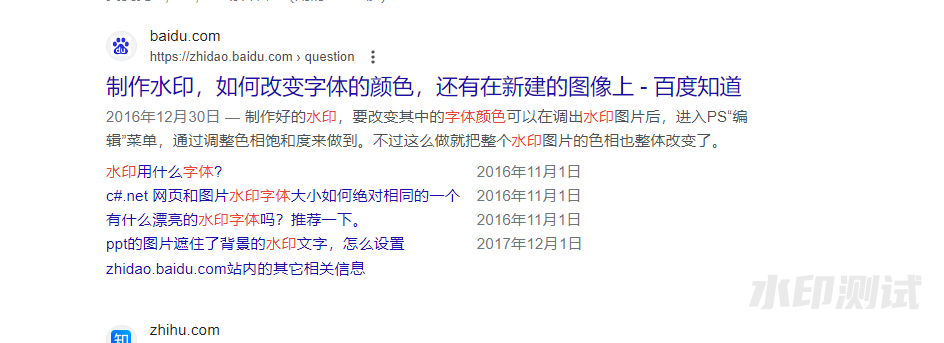 baidu.com
https://zhidao.baidu.com › question
制作水印，如何改变字体的颜色，还有在新建的图像上 - 百度知道
2016年12月30日 — 制作好的水印，要改变其中的字体颜色可以在调出水印图片后，进入PS“编
辑”菜单，通过调整色相饱和度来做到。不过这么做就把整个水印图片的色相也整体改变了。
水印用什么字体? 2016年11月1日
c#.net 网页和图片水印字体大小如何绝对相同的一个 2016年11月1日
有什么漂亮的水印字体吗？推荐一下。 2016年11月1日
ppt的图片遮住了背景的水印文字，怎么设置 2017年12月1日
zhidao.baidu.com站内的其它相关信息
水印测试
zhihu.com
知